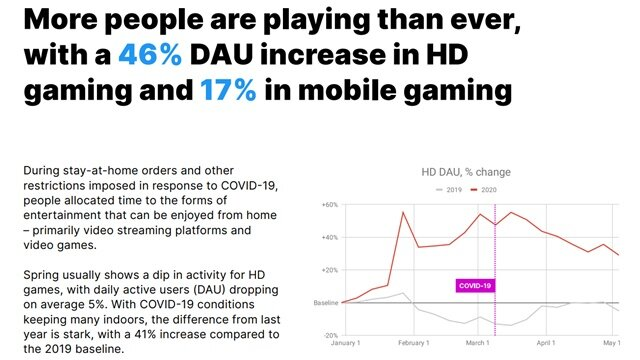 More people are playing than ever,
with a 46% DAU increase in HD
gaming and 17% in mobile gaming
During stay-at-home orders and other
restrictions imposed in response to COVID-19,
people allocated time to the forms of
entertainment that can be enjoyed from home
– primarily video streaming platforms and
video games.
Spring usually shows a dip in activity for HD
games, with daily active users (DAU) dropping
on average 5%. With COVID-19 conditions
keeping many indoors, the difference from last
year is stark, with a 41% increase compared to
the 2019 baseline.
HD DAU, % change
2019 2020
+60%
+40%
+20%
COVID-19
Baseline
-20%
January 1 February 1 March 1 April 1 May 1